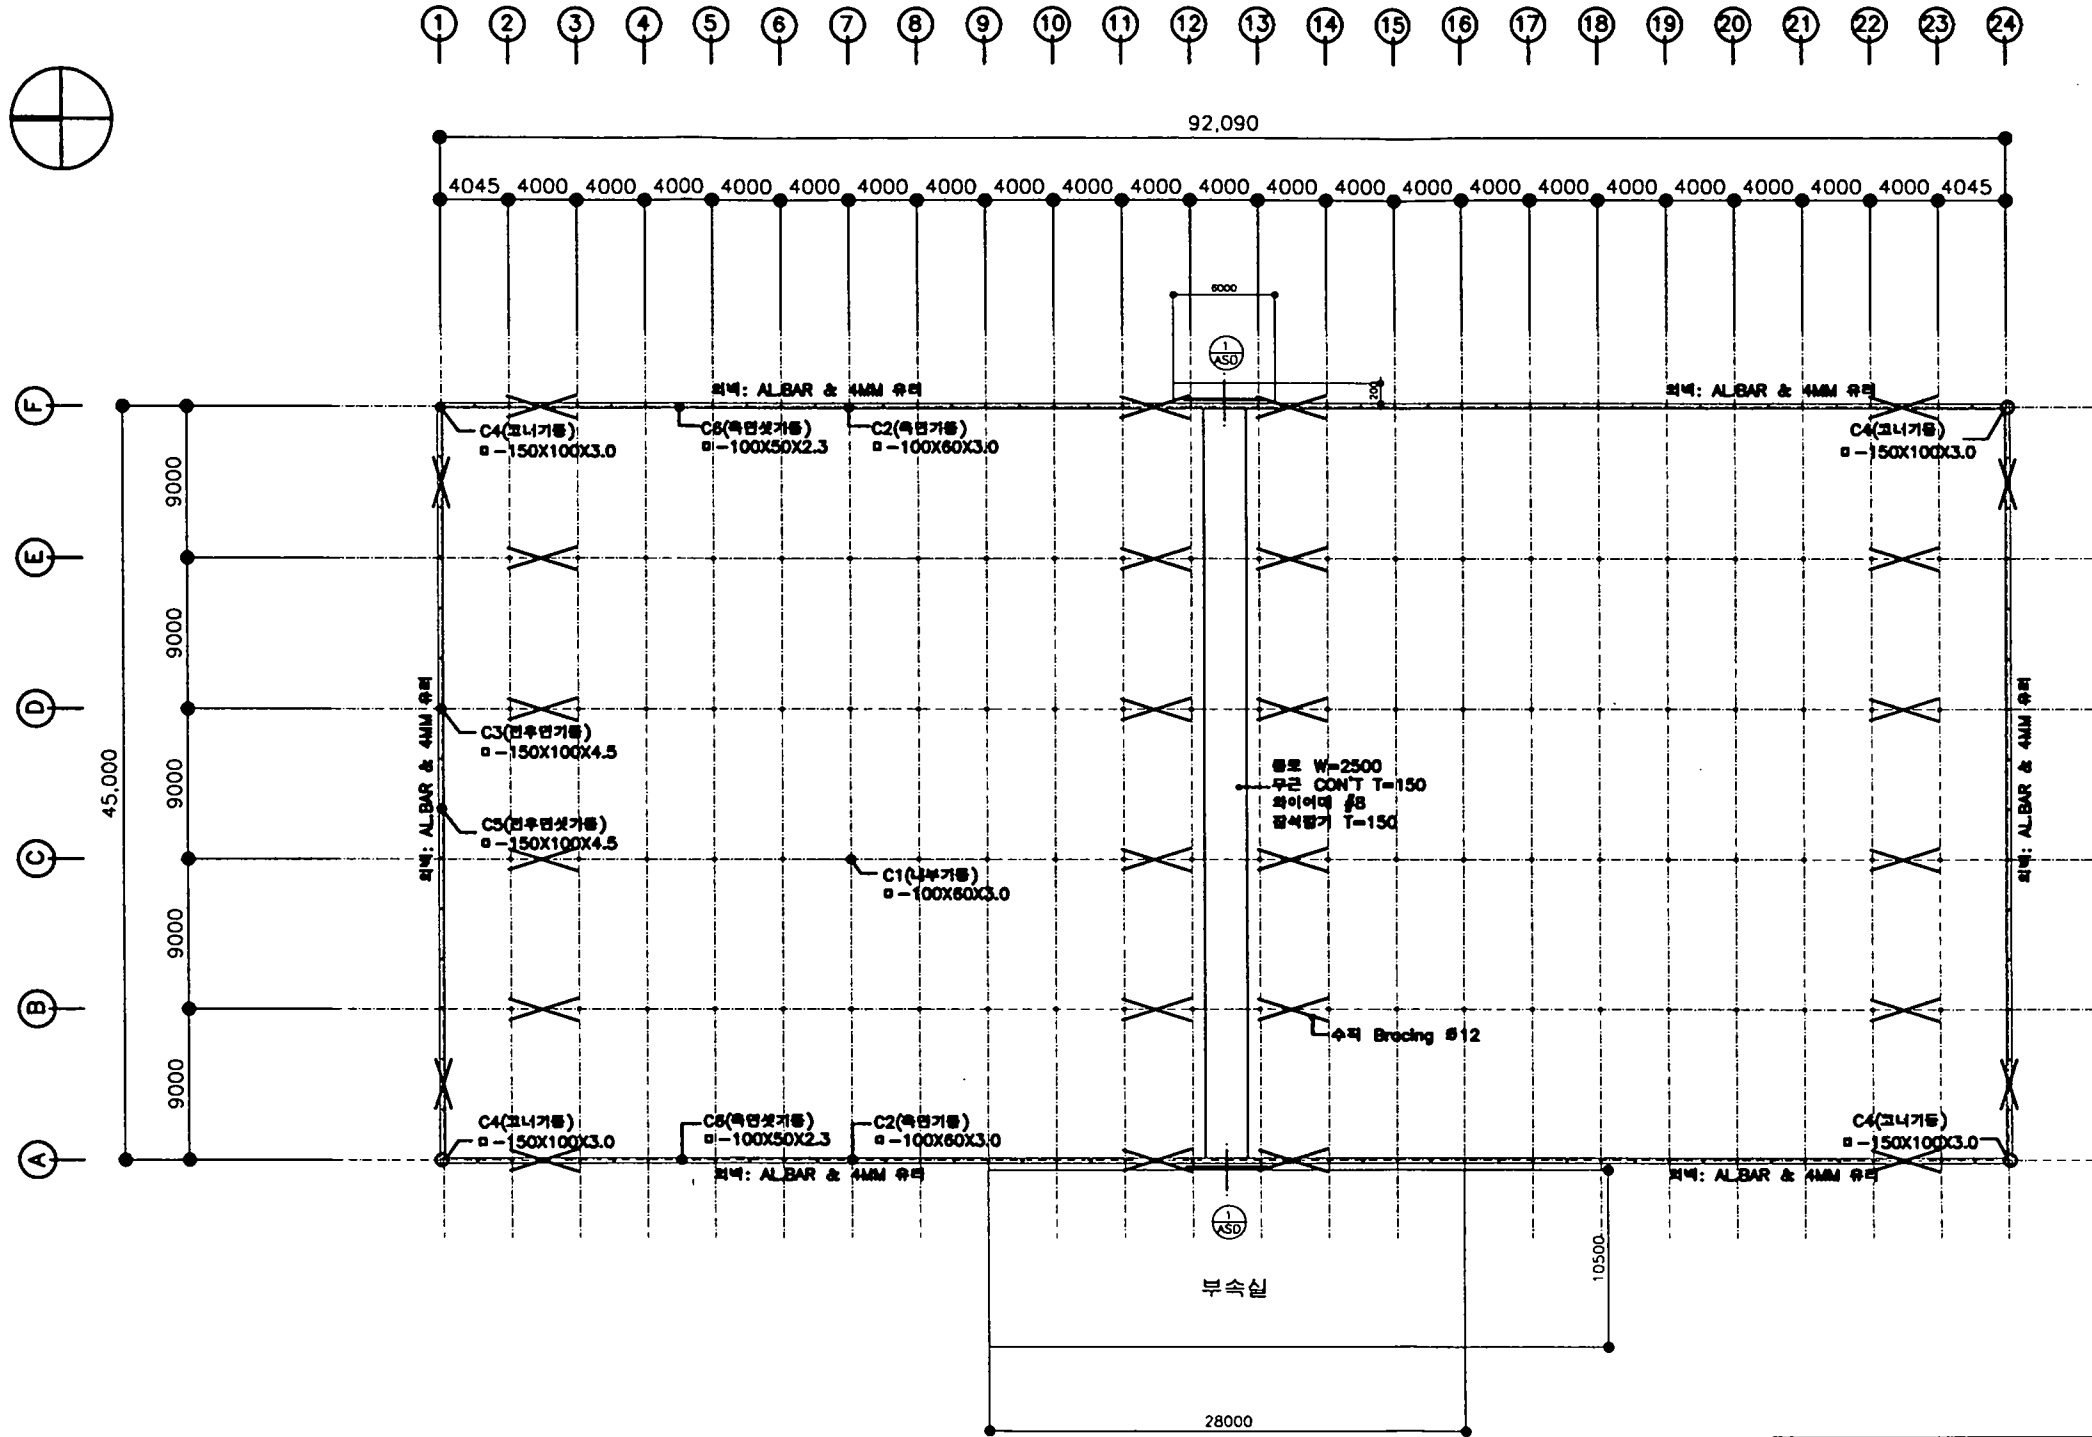 1 2 3 4 5 6 7 8 9 10 11 12 13 14 15 16 17 18 19 20 21 22 23 24
92,090
4045 4000 4000 4000 4000 4000 4000 4000 4000 4000 4000 4000 4000 4000 4000 4000 4000 4000 4000 4000 4000 4000 4045
6000
1
ASD
200
외벽: AL.BAR & 4MM 유리
외벽: AL.BAR & 4MM 유리
F
C4(코너기둥)
-150X100X3.0
C6(측면샛기둥)
-100X50X2.3
C2(측면기둥)
-100X60X3.0
C4(코너기둥)
-150X100X3.0
9000
E
9000
D
C3(전후면기둥)
-150X100X4.5
외벽: AL.BAR & 4MM 유리
외벽: AL.BAR & 4MM 유리
45,000
9000
통로 W=2500
무근 CON'T T=150
와이어메 #8
잡석깔기 T=150
C5(전후면샛기둥)
-150X100X4.5
C
C1(내부기둥)
-100X60X3.0
9000
B
수직 Bracing Ø12
9000
C4(코너기둥)
-150X100X3.0
C6(측면샛기둥)
-100X50X2.3
C2(측면기둥)
-100X60X3.0
C4(코너기둥)
-150X100X3.0
A
외벽: AL.BAR & 4MM 유리
외벽: AL.BAR & 4MM 유리
1
ASD
10500
부속실
28000